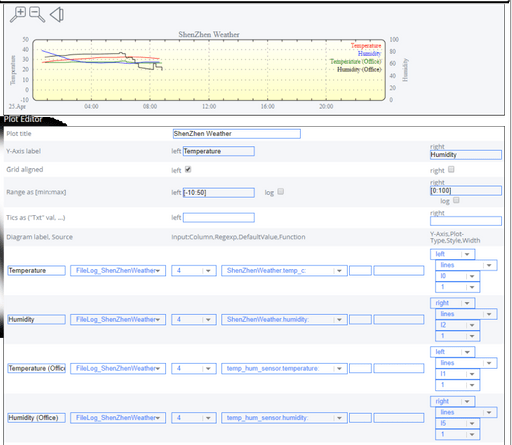 ShenZhen Weather
50
40
30
20
10
0
-10
Temperature
100
80
60
40
20
0
Humidity
Temperature
Humidity
Temperature (Office)
Humidity (Office)
25.Apr 04:00 08:00 12:00 16:00 20:00
Plot Editor
Plot title ShenZhen Weather
Y-Axis label left Temperature right Humidity
Grid aligned left right
Range as [min:max] left [-10:50] log right [0:100] log
Tics as ("Txt" val, ...) left right
Diagram label, Source Input:Column,Regexp,DefaultValue,Function Y-Axis,Plot-
Type,Style,Width
Temperature FileLog_ShenZhenWeather 4 ShenZhenWeather.temp_c: left
lines
l0
1
Humidity FileLog_ShenZhenWeather 4 ShenZhenWeather.humidity: right
lines
l2
1
Temperature (Offic FileLog_ShenZhenWeather 4 temp_hum_sensor.temperature: left
lines
l1
1
Humidity (Office) FileLog_ShenZhenWeather 4 temp_hum_sensor.humidity: right
lines
l5
1